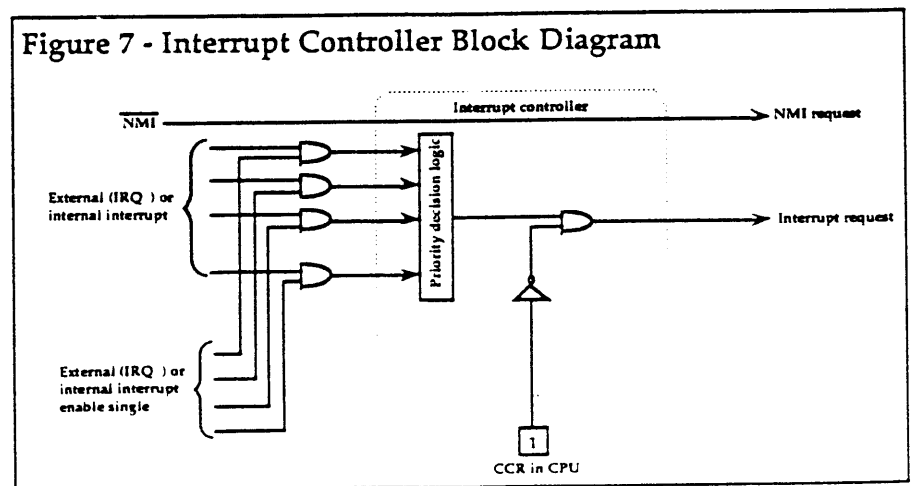 Figure 7 - Interrupt Controller Block Diagram
Interrupt controller
NMI
NMI request
Priority decision logic
External (IRQ ) or
internal interrupt
Interrupt request
External (IRQ ) or
internal interrupt
enable single
1
CCR in CPU